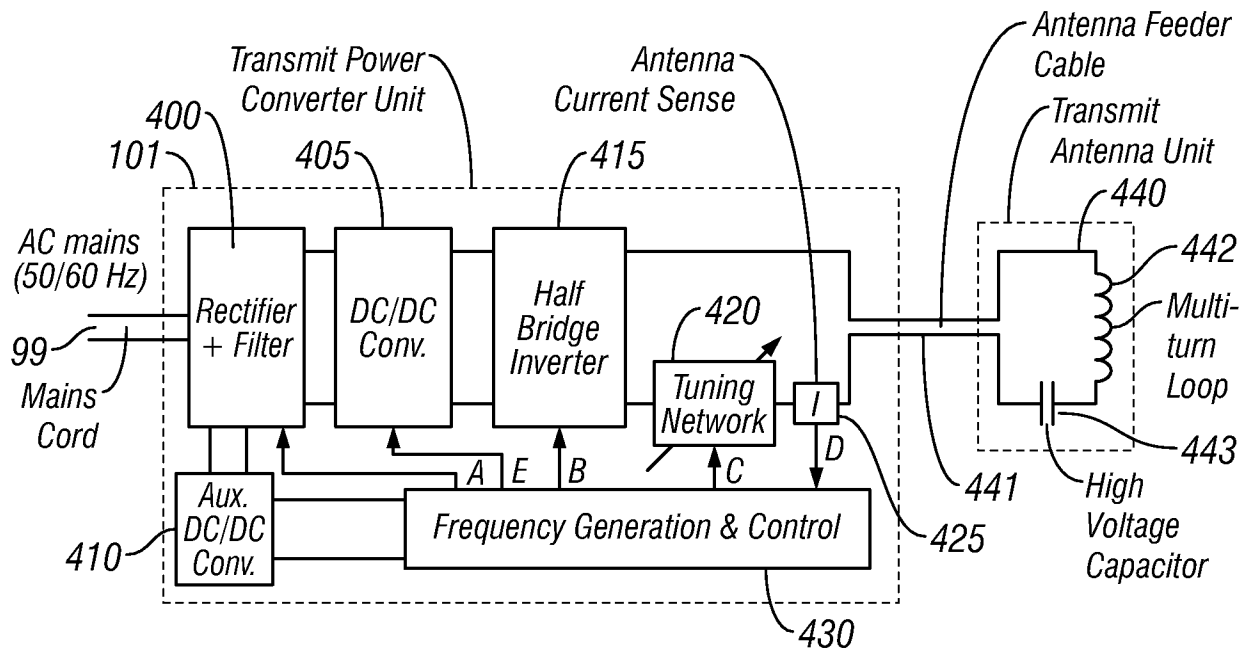 Transmit Power
Converter Unit
Antenna
Current Sense
Antenna Feeder
Cable
Transmit
Antenna Unit
400
101
405
415
440
442
AC mains
(50/60 Hz)
99
Mains
Cord
Rectifier
+ Filter
DC/DC
Conv.
Half
Bridge
Inverter
420
Tuning
Network
I
Multi-
turn
Loop
443
A
E
B
C
D
441
425
High
Voltage
Capacitor
Aux.
DC/DC
Conv.
410
Frequency Generation & Control
430